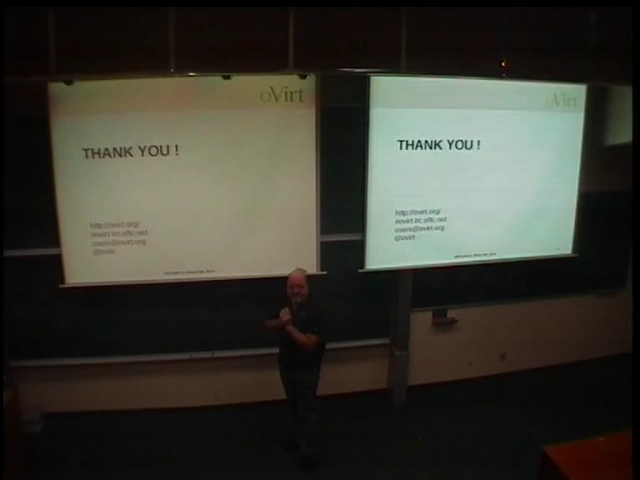 oVirt
THANK YOU !
http://ovirt.org/
#ovirt irc.oftc.net
users@ovirt.org
@ovirt
oVirt
THANK YOU !
http://ovirt.org/
#ovirt irc.oftc.net
users@ovirt.org
@ovirt